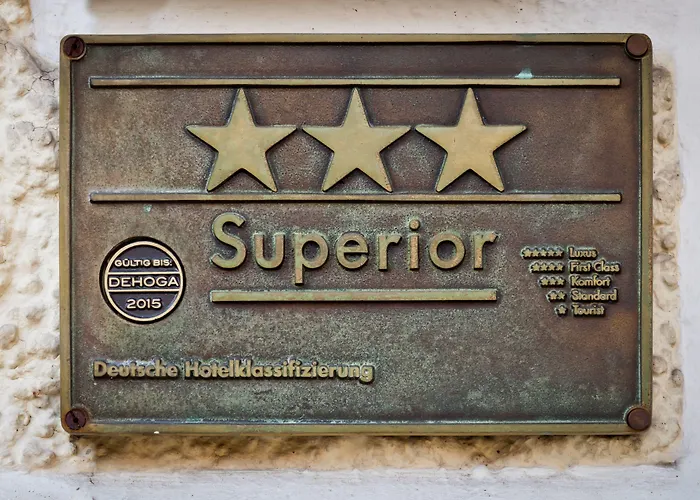 Superior
GÜLTIG BIS:
DEHOGA
2015
***** Luxus
**** First Class
*** Komfort
** Standard
* Tourist
Deutsche Hotelklassifizierung